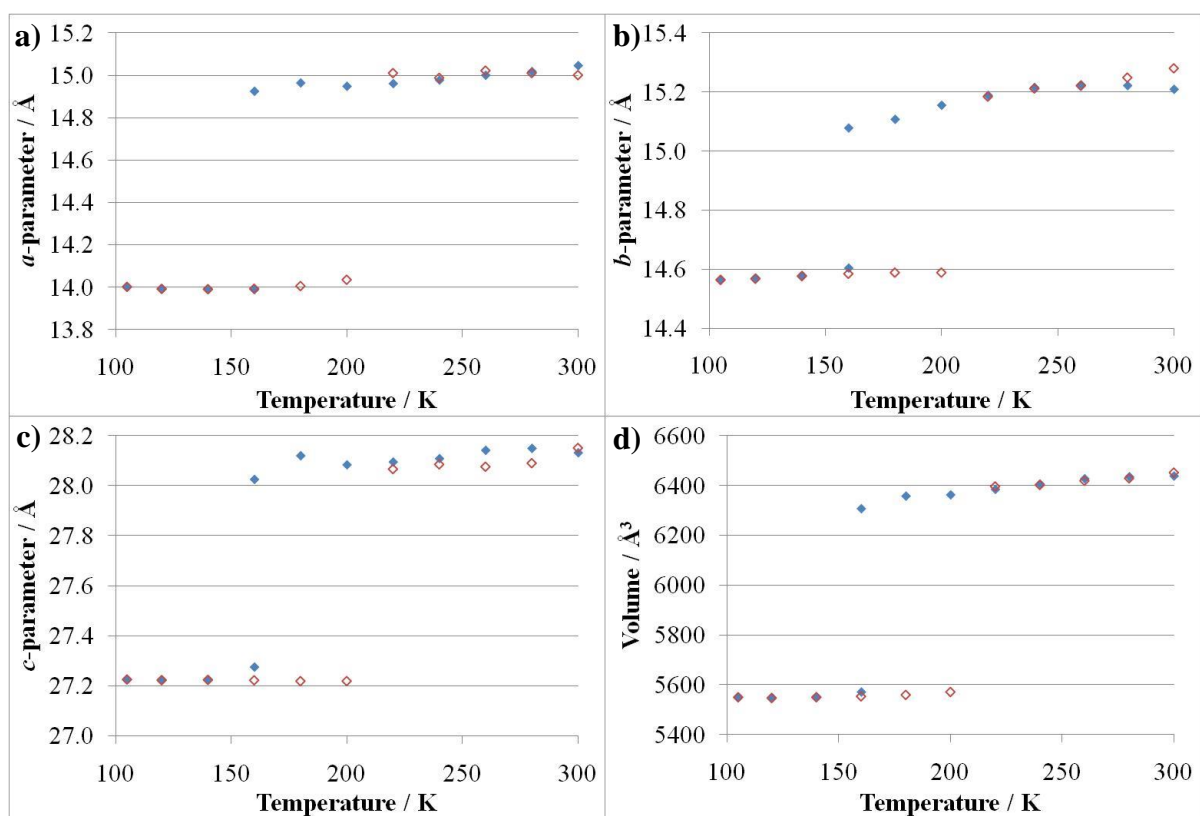 a)
a-parameter / Å
15.2
15.0
14.8
14.6
14.4
14.2
14.0
13.8
100 150 200 250 300
Temperature / K
b)
b-parameter / Å
15.4
15.2
15.0
14.8
14.6
14.4
100 150 200 250 300
Temperature / K
c)
c-parameter / Å
28.2
28.0
27.8
27.6
27.4
27.2
27.0
100 150 200 250 300
Temperature / K
d)
Volume / Å³
6600
6400
6200
6000
5800
5600
5400
100 150 200 250 300
Temperature / K